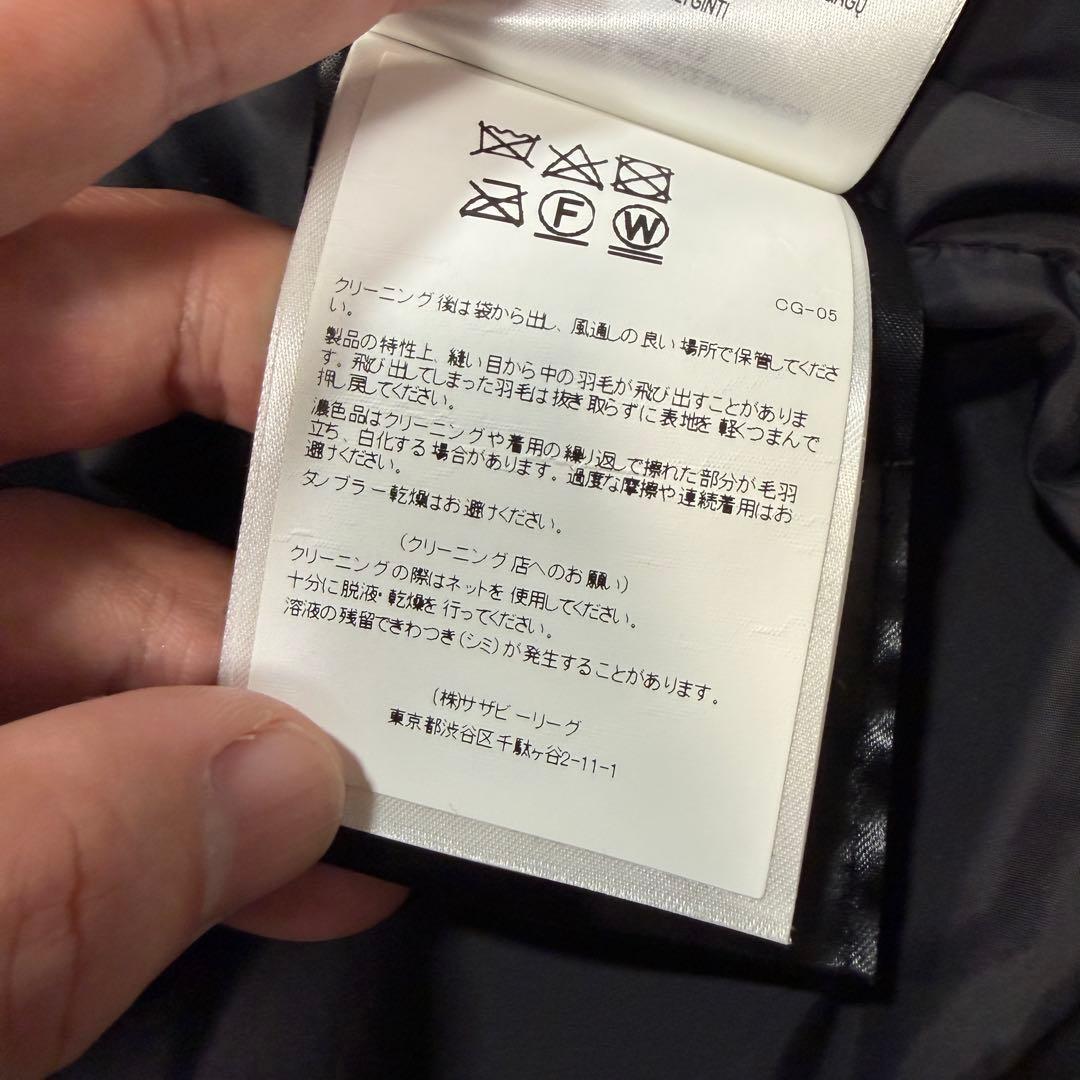 LYGINTI
F W
CG-05
クリーニング後は袋から出し、風通しの良い場所で保管してくださ
い。
製品の特性上、縫い目から中の羽毛が飛び出すことがありま
す。飛び出してしまった羽毛は抜き取らずに表地を軽くつまんで
押し戻してください。
濃色品はクリーニングや着用の繰り返しで擦れた部分が毛羽
立ち、白化する場合があります。過度な摩擦や連続着用はお
避けください。
タンブラー乾燥はお避けください。
(クリーニング店へのお願い)
クリーニングの際はネットを使用してください。
十分に脱液・乾燥を行ってください。
溶液の残留できわつき(シミ)が発生することがあります。
(株)サザビーリーグ
東京都渋谷区千駄ヶ谷2-11-1